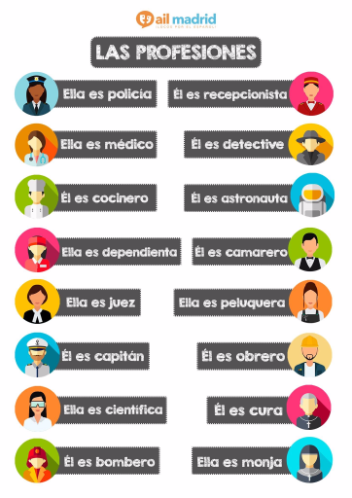 ail madrid
LAS PROFESIONES
Ella es policía
Él es recepcionista
Ella es médico
Él es detective
Él es cocinero
Él es astronauta
Ella es dependienta
Él es camarero
Ella es juez
Ella es peluquera
Él es capitán
Él es obrero
Ella es científica
Él es cura
Él es bombero
Ella es monja